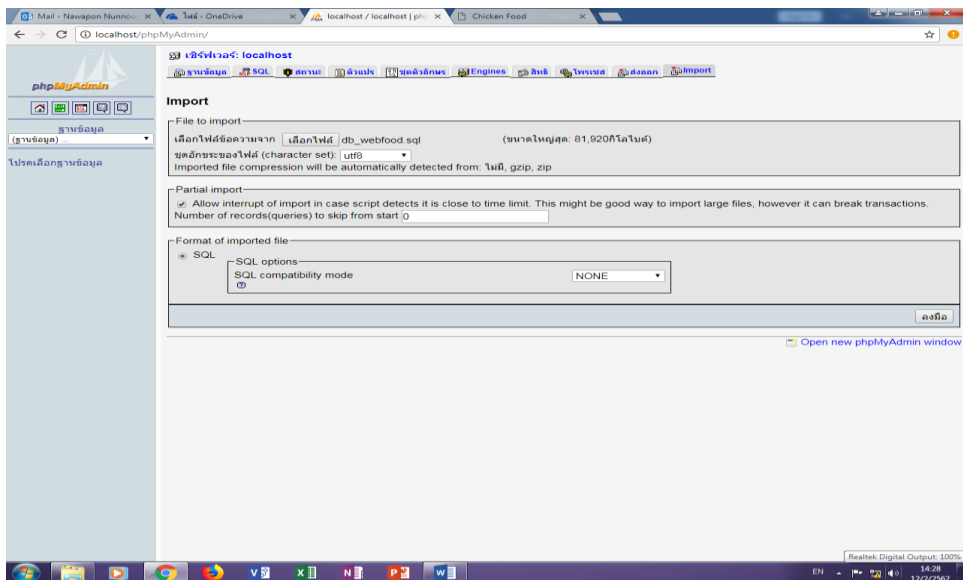 Mail - Nawapon Nunnon
ไฟล์ - OneDrive
localhost / localhost | ph
Chicken Food
localhost/phpMyAdmin/
phpMyAdmin
ฐานข้อมูล
(ฐานข้อมูล) ...
โปรดเลือกฐานข้อมูล
เซิร์ฟเวอร์: localhost
ฐานข้อมูล SQL สถานะ ตัวแปร ชุดตัวอักษร Engines สิทธิ โพรเซส ส่งออก Import
Import
File to import
เลือกไฟล์ข้อความจาก เลือกไฟล์ db_webfood.sql (ขนาดใหญ่สุด: 81,920กิโลไบต์)
ชุดอักขระของไฟล์ (character set): utf8
Imported file compression will be automatically detected from: ไม่มี, gzip, zip
Partial import
Allow interrupt of import in case script detects it is close to time limit. This might be good way to import large files, however it can break transactions.
Number of records(queries) to skip from start 0
Format of imported file
SQL
SQL options
SQL compatibility mode NONE
ลงมือ
Open new phpMyAdmin window
Realtek Digital Output: 100%
EN
14:28
12/2/2562